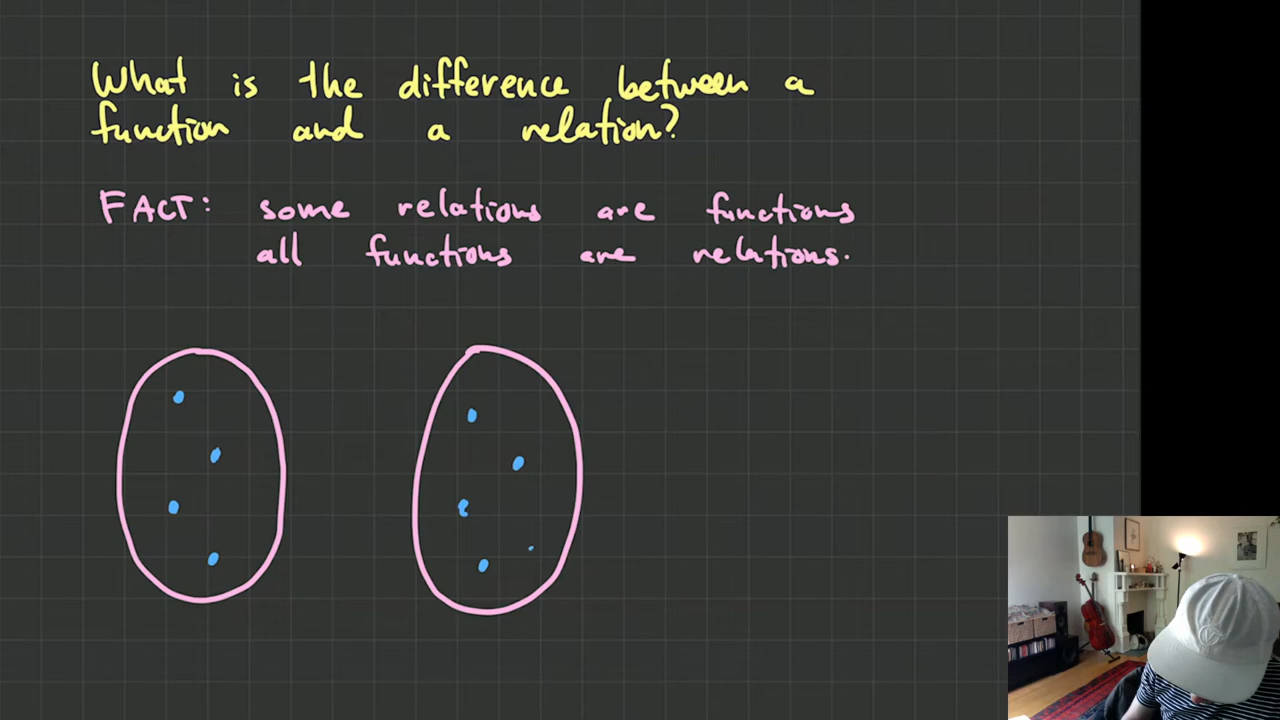 What is the difference between a
function and a relation?
FACT: some relations are functions
all functions are relations.